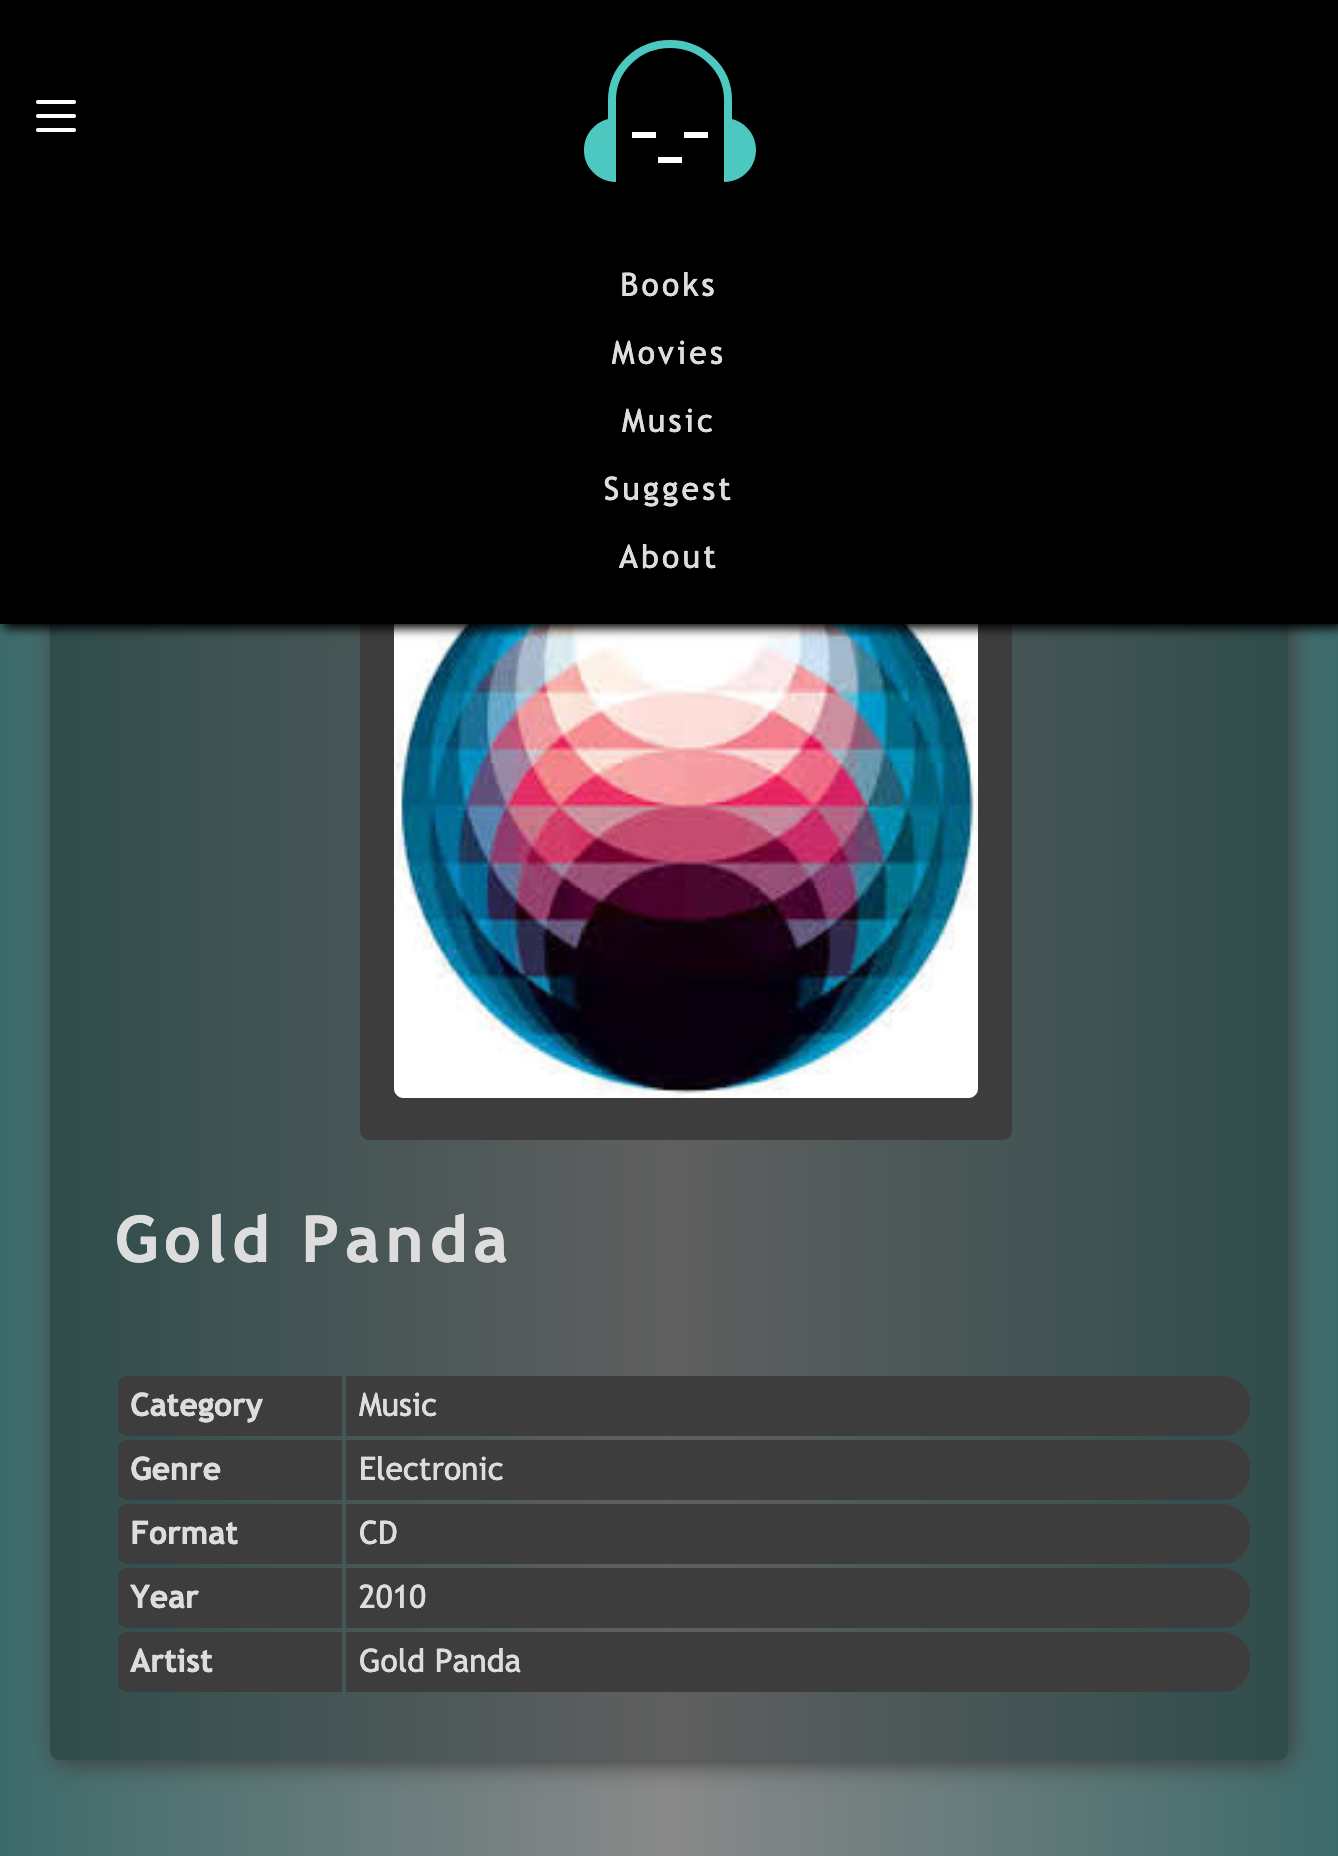 Books
Movies
Music
Suggest
About
Gold Panda
Category Music
Genre Electronic
Format CD
Year 2010
Artist Gold Panda